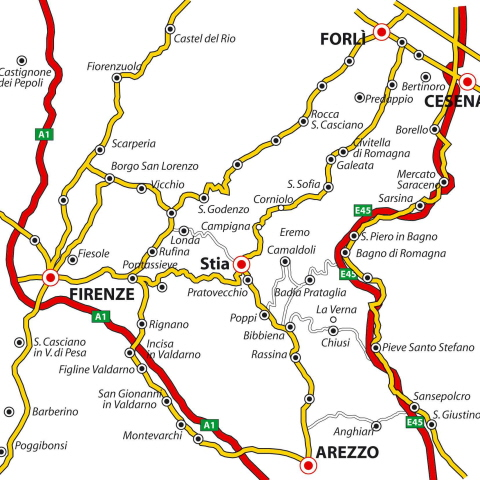 FORLÌ
Castel del Rio
Castignone
dei Pepoli
Fiorenzuola
Bertinoro
Predappio
CESENA
A1
Rocca
S. Casciano
Borello
Scarperia
Civitella
di Romagna
Galeata
Borgo San Lorenzo
Vicchio
S. Sofia
Mercato
Saraceno
Corniolo
Sarsina
S. Godenzo
E45
Campigna
Londa
Eremo
S. Piero in Bagno
Fiesole
Rufina
Camaldoli
Bagno di Romagna
Pontassieve
Stia
E45
FIRENZE
Pratovecchio
Badia Prataglia
A1
Poppi
La Verna
Rignano
Bibbiena
Chiusi
S. Casciano
in V. di Pesa
Incisa
in Valdarno
Rassina
Pieve Santo Stefano
Figline Valdarno
San Gionanni
in Valdarno
Sansepolcro
Barberino
S. Giustino
A1
E45
Montevarchi
Anghiari
Poggibonsi
AREZZO